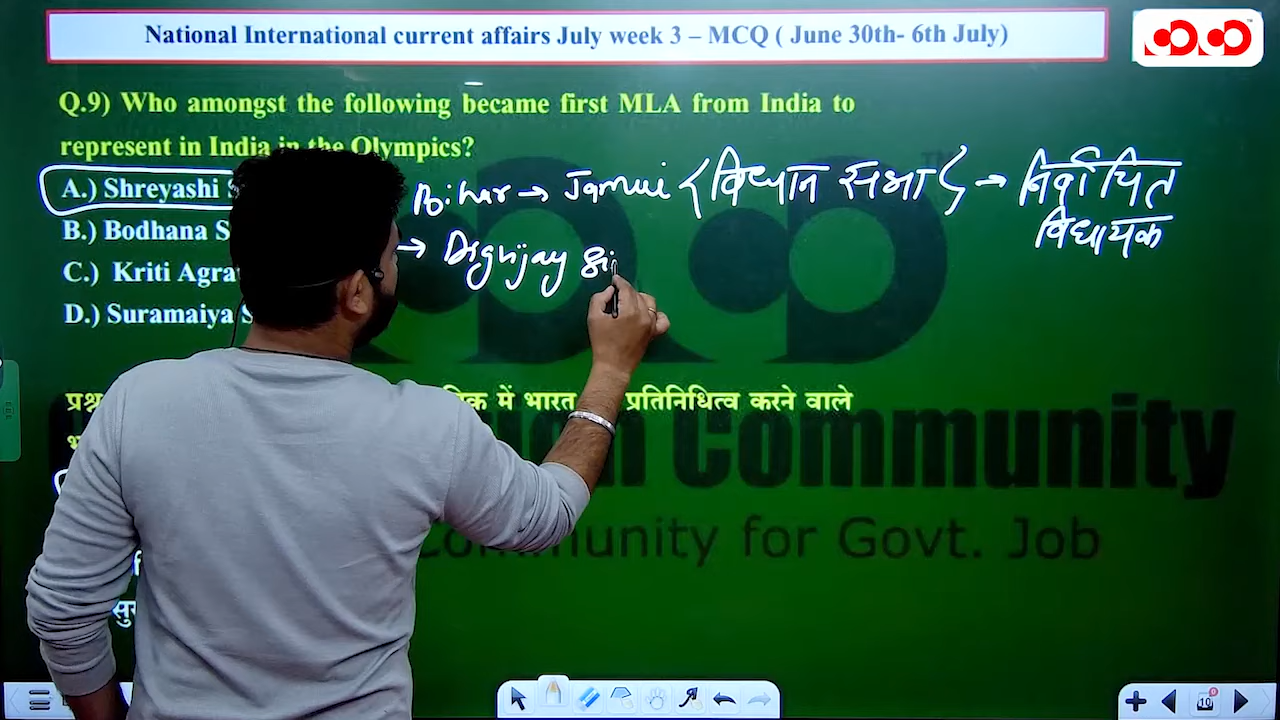 National International current affairs July week 3 – MCQ ( June 30th- 6th July)
Q.9) Who amongst the following became first MLA from India to
represent in India in the Olympics?
A.) Shreyashi
B.) Bodhana
C.) Kriti
D.) Suramaiya
Bihar → Jamui (विधान सभा) → निर्वाचित
विधायक
→ Digvijay Si
प्रश्न
में भारत
प्रतिनिधित्व करने वाले
Community
Community for Govt. Job
10